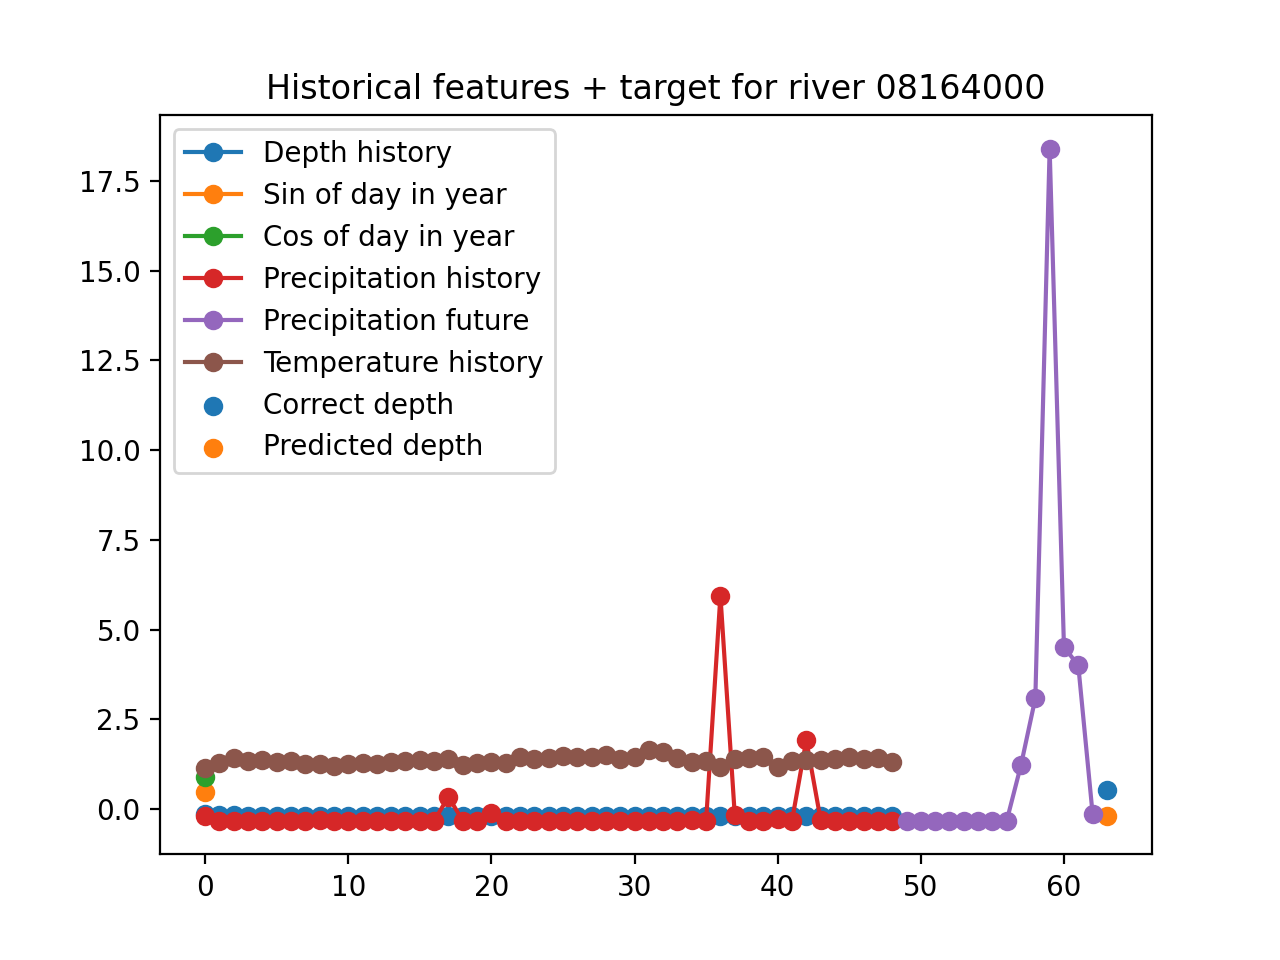 Historical features + target for river 08164000
Depth history
Sin of day in year
Cos of day in year
Precipitation history
Precipitation future
Temperature history
Correct depth
Predicted depth
17.5
15.0
12.5
10.0
7.5
5.0
2.5
0.0
0 10 20 30 40 50 60